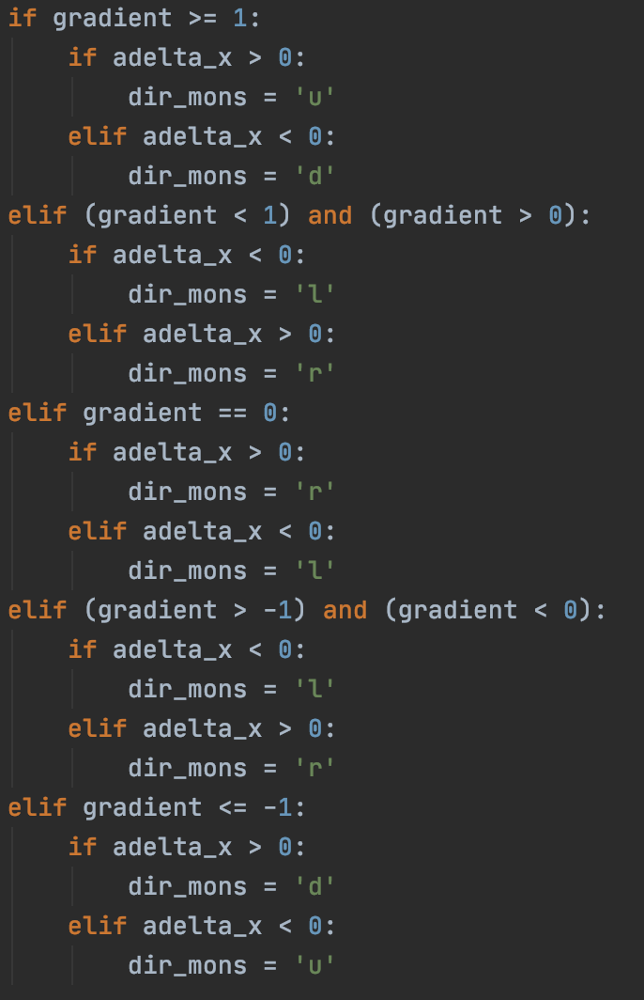 if gradient >= 1:
    if adelta_x > 0:
        dir_mons = 'u'
    elif adelta_x < 0:
        dir_mons = 'd'
elif (gradient < 1) and (gradient > 0):
    if adelta_x < 0:
        dir_mons = 'l'
    elif adelta_x > 0:
        dir_mons = 'r'
elif gradient == 0:
    if adelta_x > 0:
        dir_mons = 'r'
    elif adelta_x < 0:
        dir_mons = 'l'
elif (gradient > -1) and (gradient < 0):
    if adelta_x < 0:
        dir_mons = 'l'
    elif adelta_x > 0:
        dir_mons = 'r'
elif gradient <= -1:
    if adelta_x > 0:
        dir_mons = 'd'
    elif adelta_x < 0:
        dir_mons = 'u'